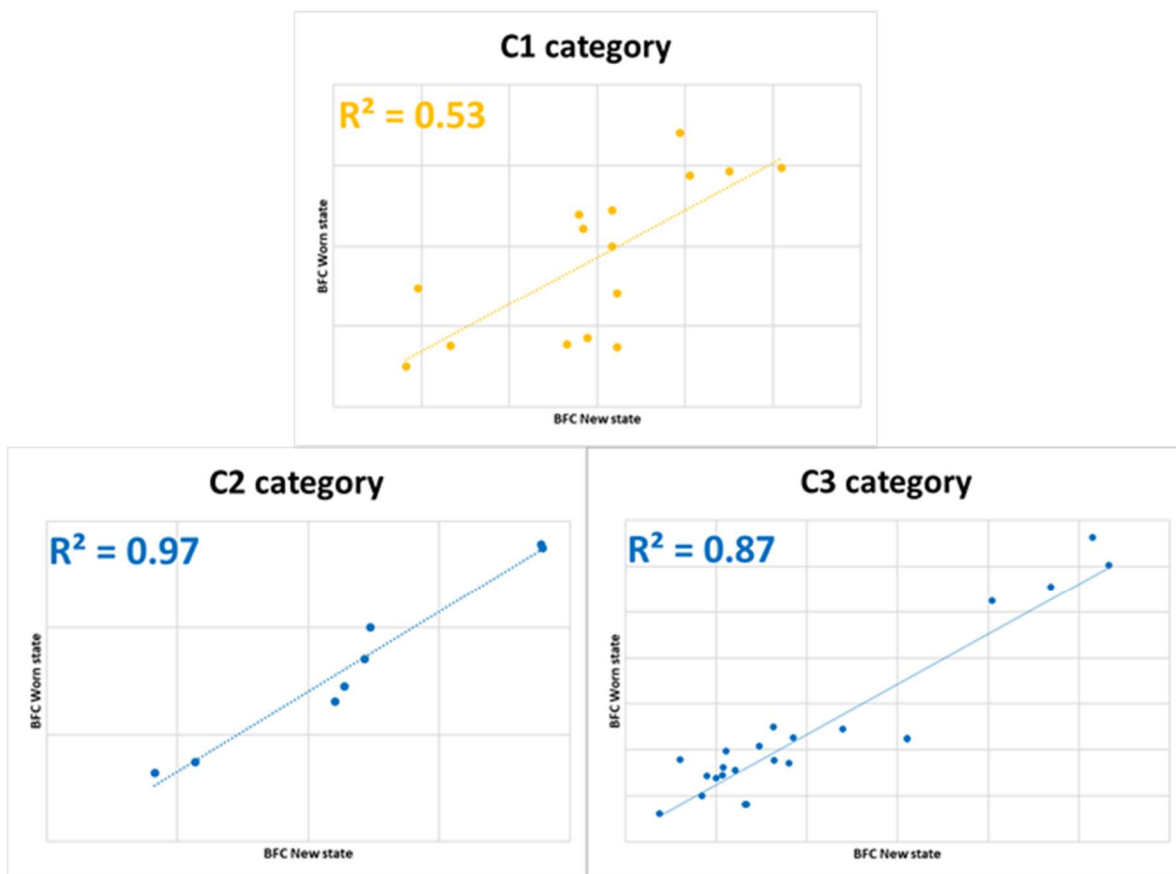 C1 category
R² = 0.53
BFC Worn state
BFC New state
C2 category
R² = 0.97
BFC Worn state
BFC New state
C3 category
R² = 0.87
BFC Worn state
BFC New state